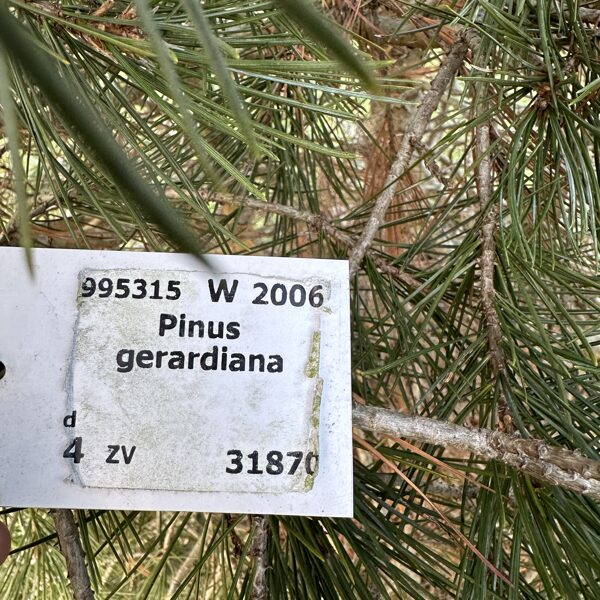 995315 W 2006
Pinus
gerardiana
d
4 ZV 31870